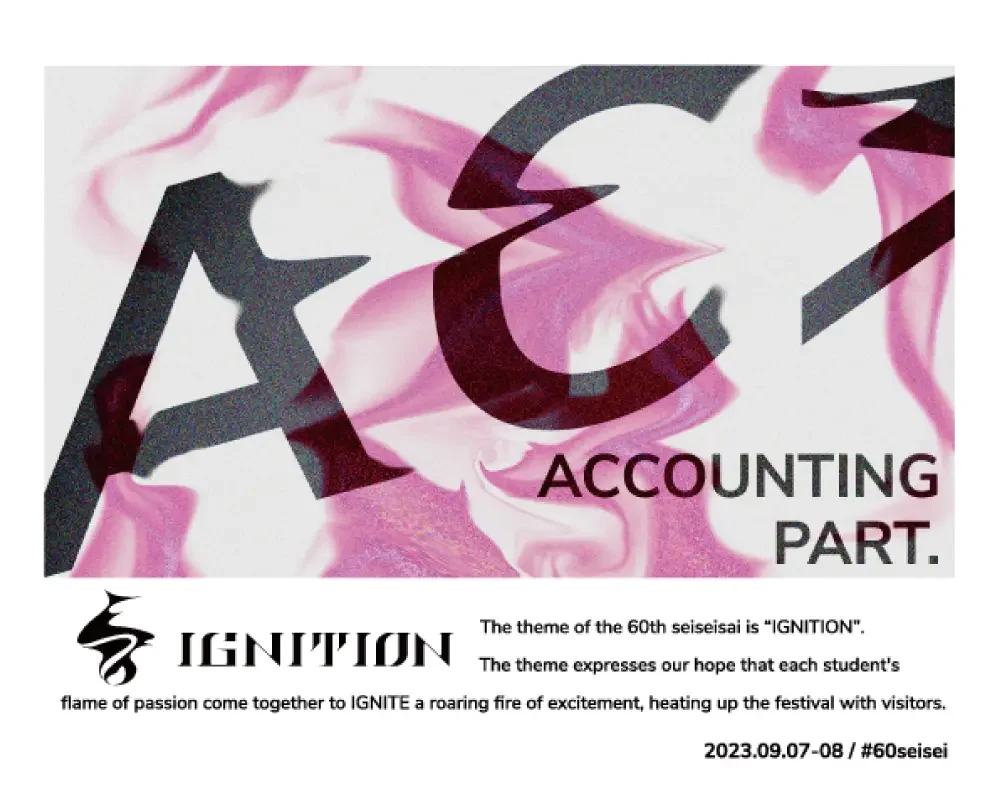 AC
ACCOUNTING
PART.
IGNITION
The theme of the 60th seiseisai is “IGNITION”.
The theme expresses our hope that each student's
flame of passion come together to IGNITE a roaring fire of excitement, heating up the festival with visitors.
2023.09.07-08 / #60seisei